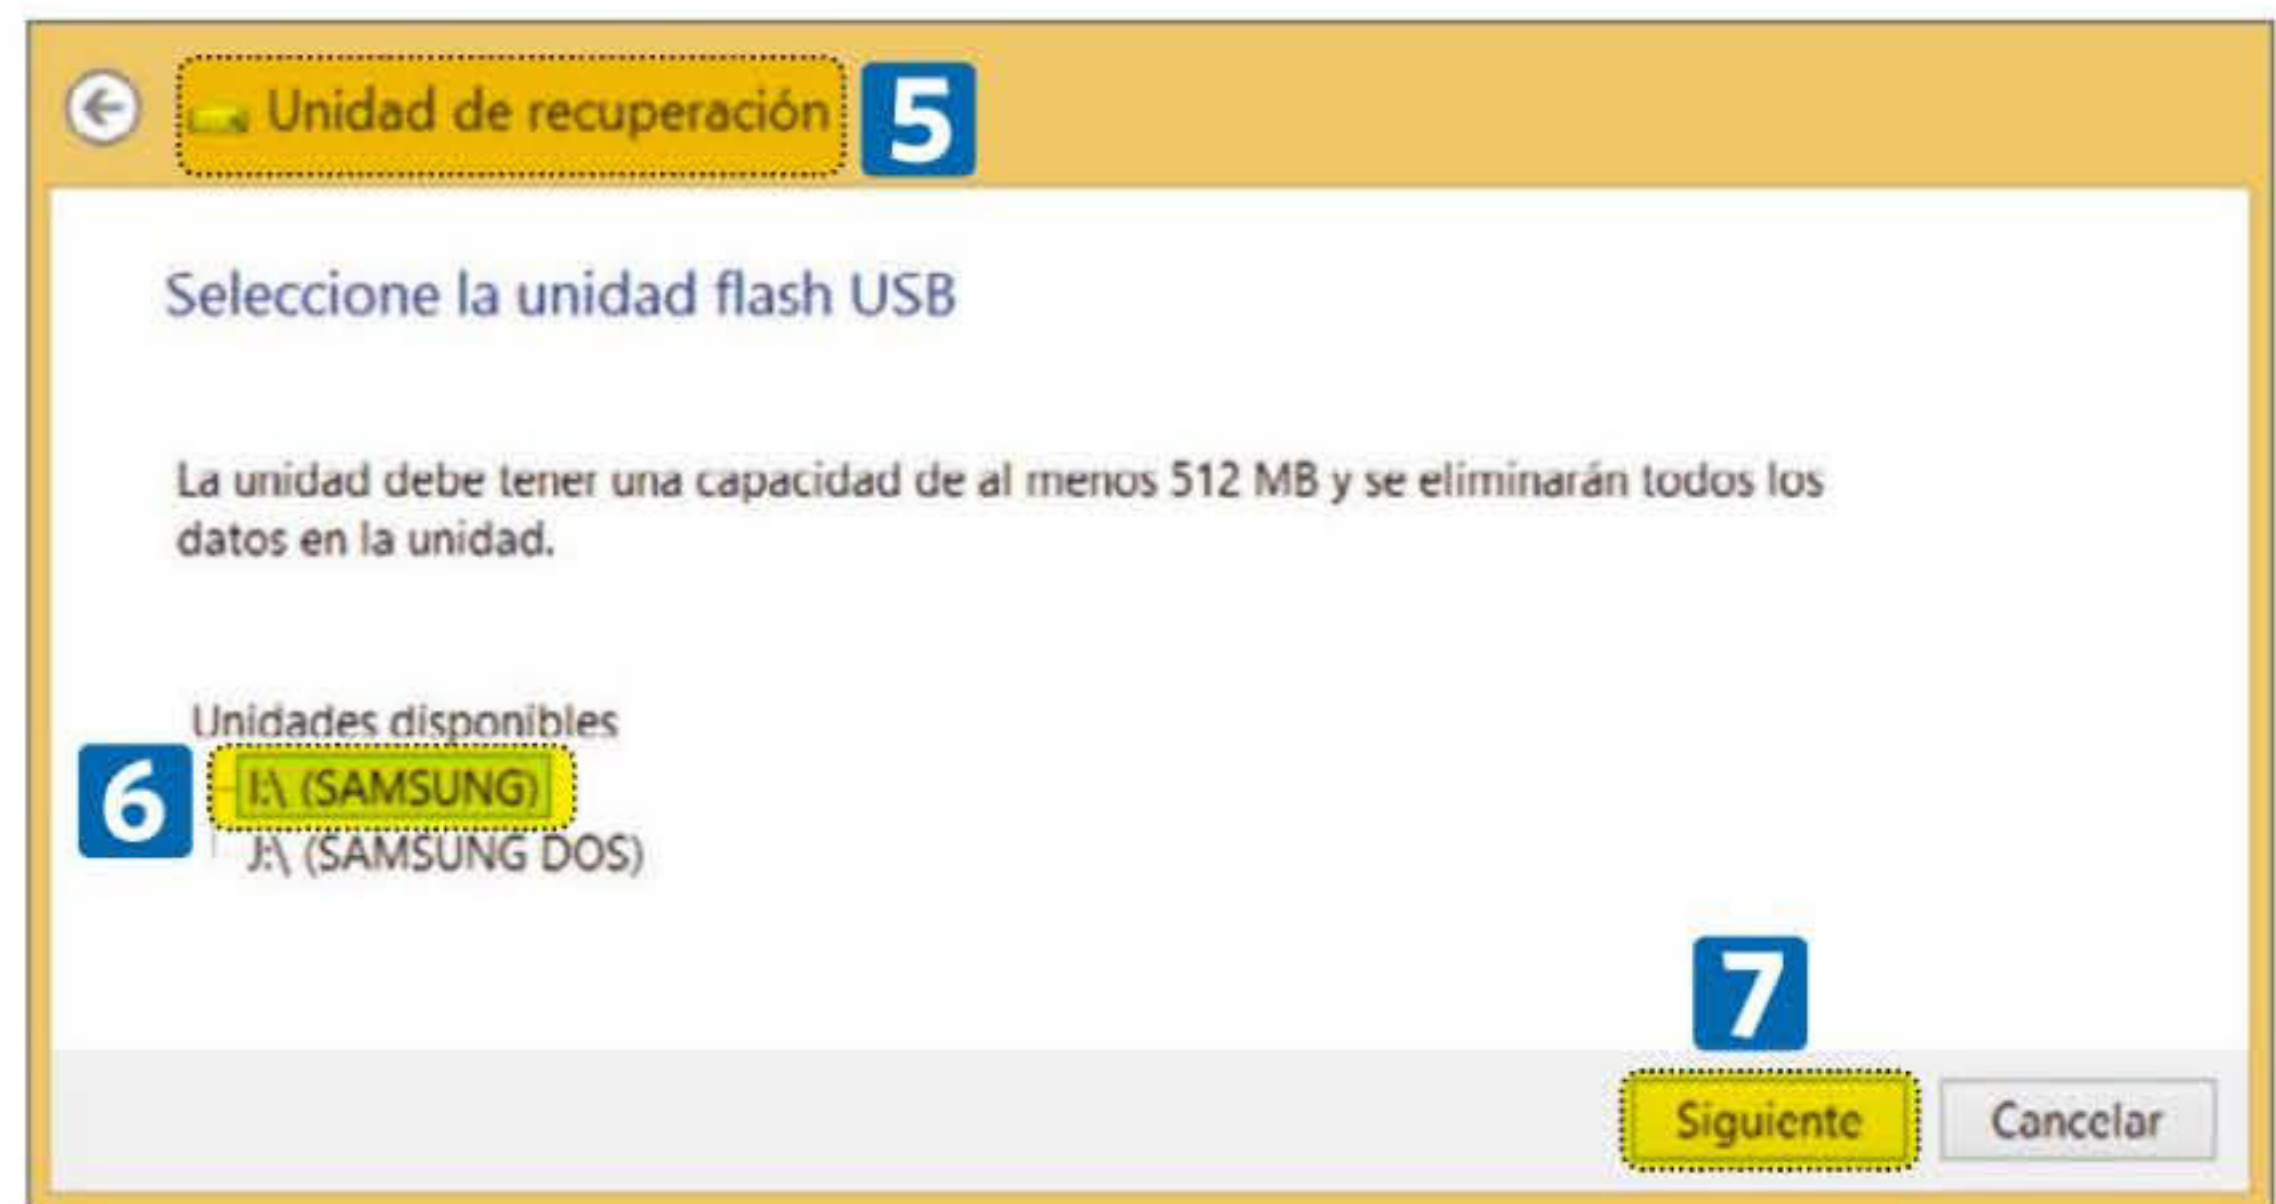 Unidad de recuperación 5
Seleccione la unidad flash USB
La unidad debe tener una capacidad de al menos 512 MB y se eliminarán todos los
datos en la unidad.
Unidades disponibles
6 I:\ (SAMSUNG)
J:\ (SAMSUNG DOS)
7
Siguiente Cancelar